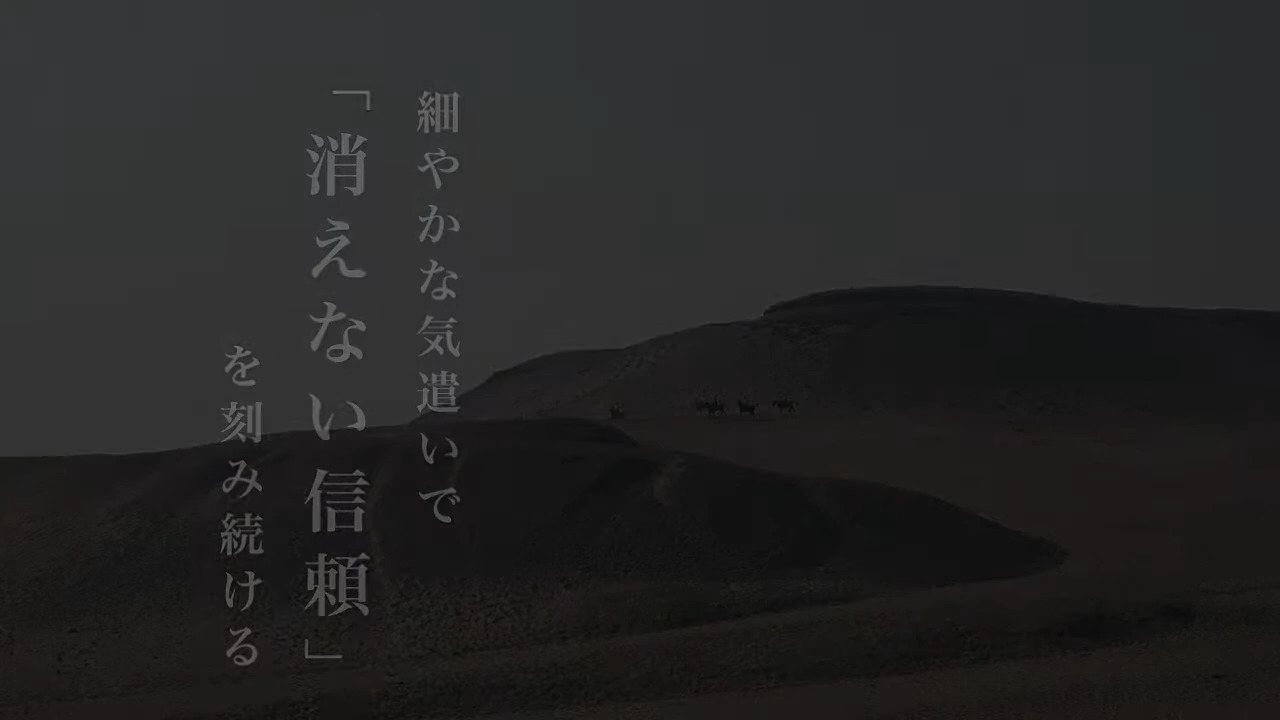 細やかな気遣いで
「消えない信頼」
を刻み続ける